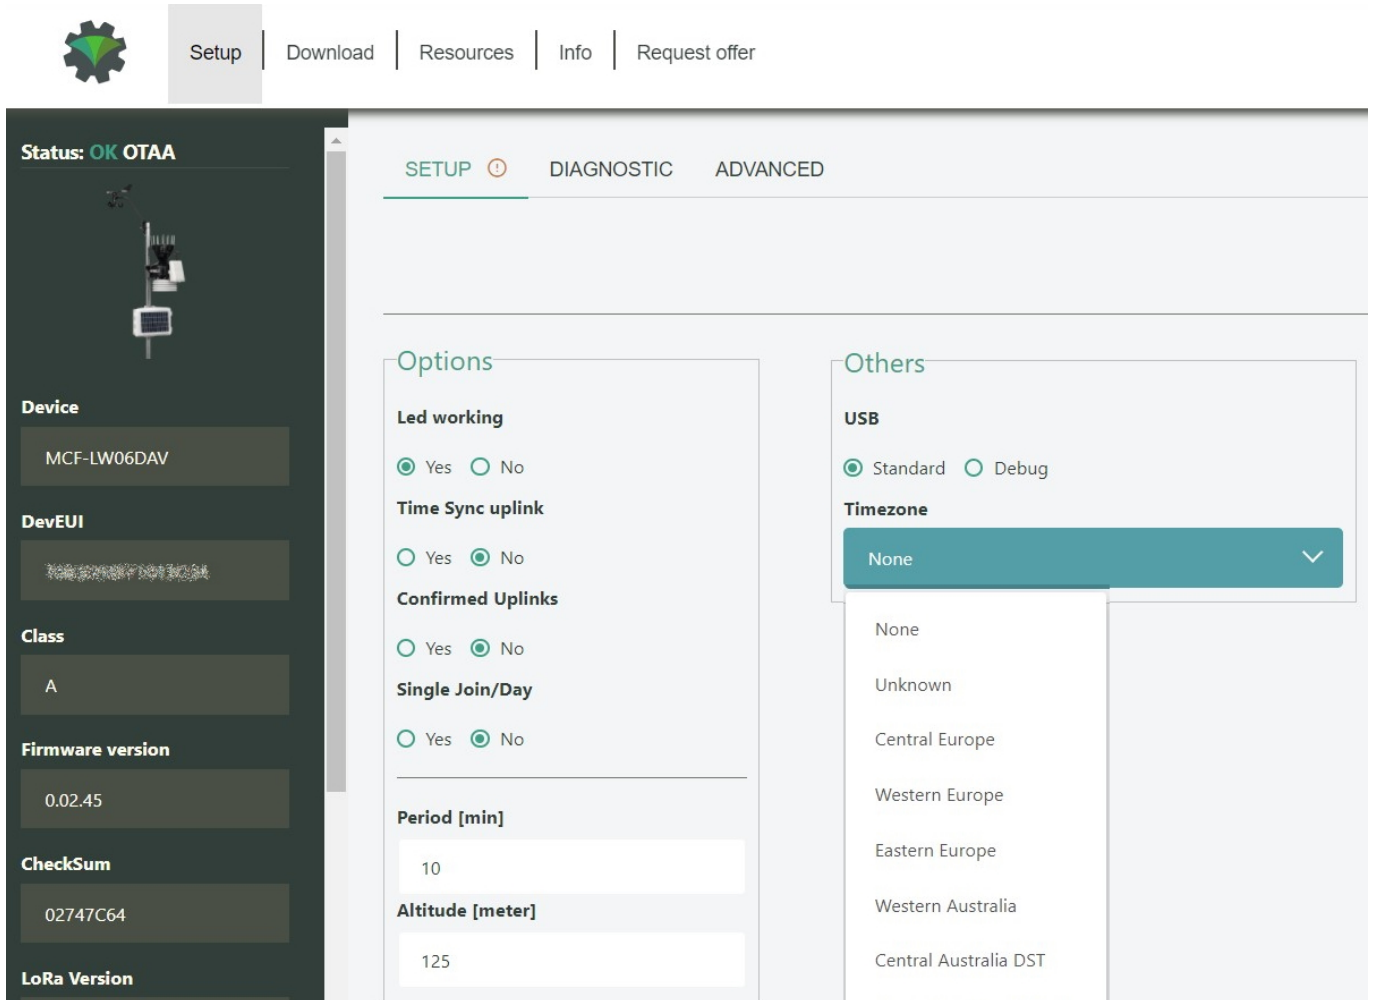 Setup
Download
Resources
Info
Request offer
Status: OK OTAA
Device
MCF-LW06DAV
DevEUI
Class
A
Firmware version
0.02.45
CheckSum
02747C64
LoRa Version
SETUP
DIAGNOSTIC
ADVANCED
Options
Led working
Yes No
Time Sync uplink
Yes No
Confirmed Uplinks
Yes No
Single Join/Day
Yes No
Period [min]
10
Altitude [meter]
125
Others
USB
Standard Debug
Timezone
None
None
Unknown
Central Europe
Western Europe
Eastern Europe
Western Australia
Central Australia DST